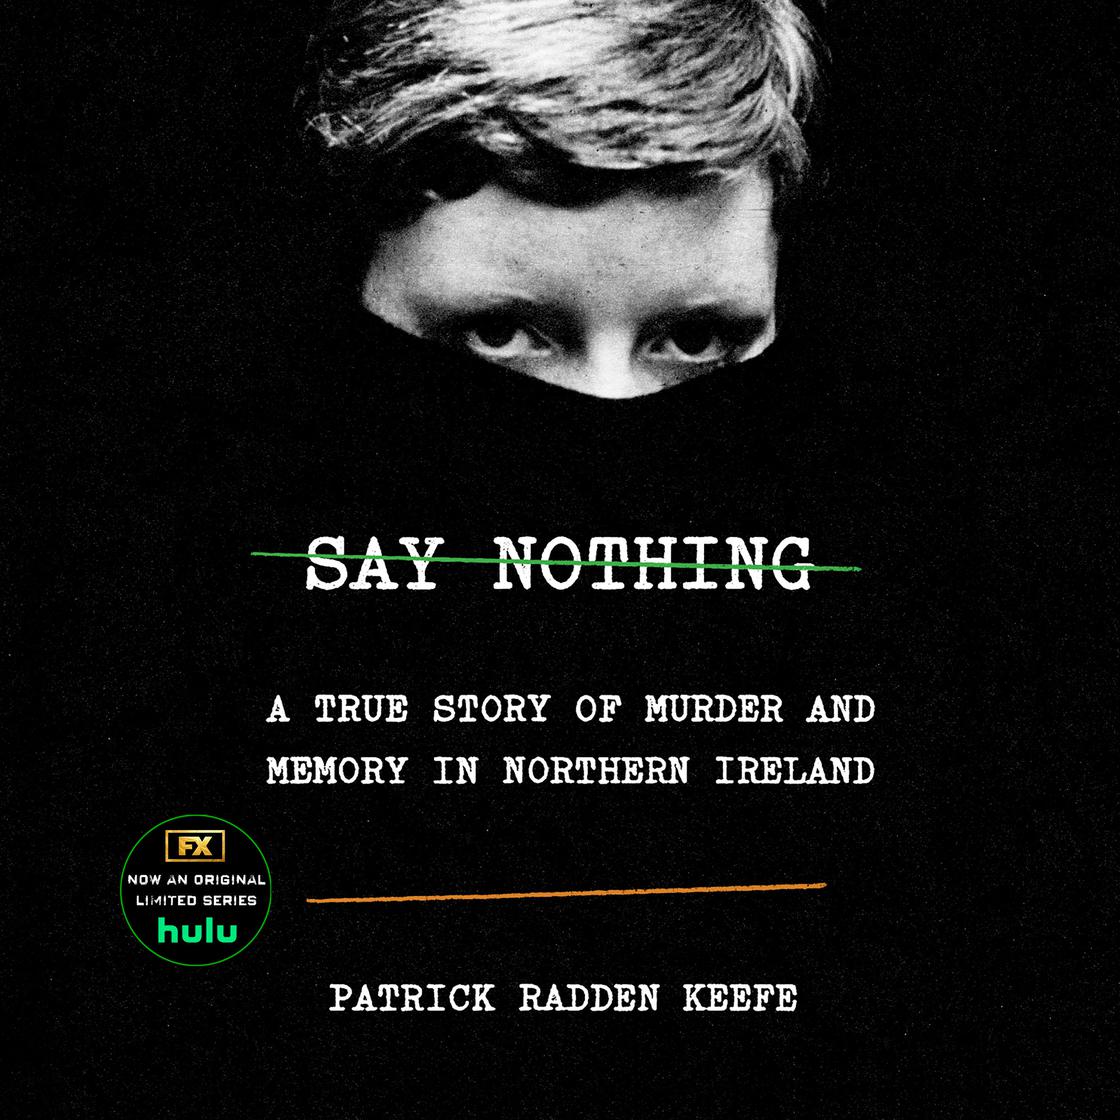 SAY NOTHING
A TRUE STORY OF MURDER AND
MEMORY IN NORTHERN IRELAND
FX
NOW AN ORIGINAL
LIMITED SERIES
hulu
PATRICK RADDEN KEEFE